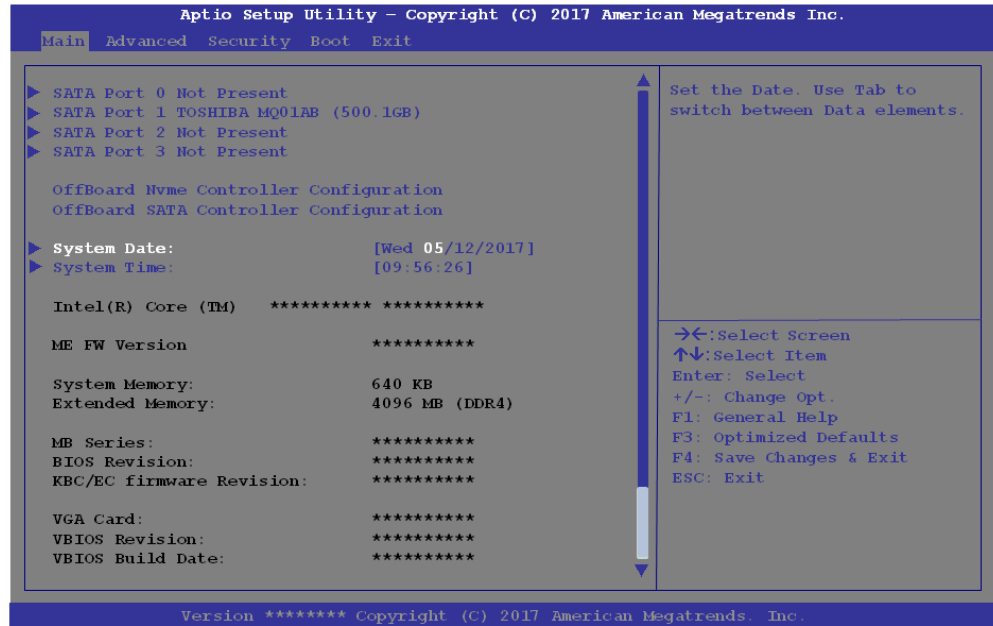 Aptio Setup Utility – Copyright (C) 2017 American Megatrends Inc.
Main Advanced Security Boot Exit
SATA Port 0 Not Present
SATA Port 1 TOSHIBA MQ01AB (500.1GB)
SATA Port 2 Not Present
SATA Port 3 Not Present
OffBoard Nvme Controller Configuration
OffBoard SATA Controller Configuration
System Date: [Wed 05/12/2017]
System Time: [09:56:26]
Intel(R) Core (TM) ********** **********
ME FW Version **********
System Memory: 640 KB
Extended Memory: 4096 MB (DDR4)
MB Series: **********
BIOS Revision: **********
KBC/EC firmware Revision: **********
VGA Card: **********
VBIOS Revision: **********
VBIOS Build Date: **********
Set the Date. Use Tab to
switch between Data elements.
→←:Select Screen
↑↓:Select Item
Enter: Select
+/-: Change Opt.
F1: General Help
F3: Optimized Defaults
F4: Save Changes & Exit
ESC: Exit
Version ******** Copyright (C) 2017 American Megatrends. Inc.